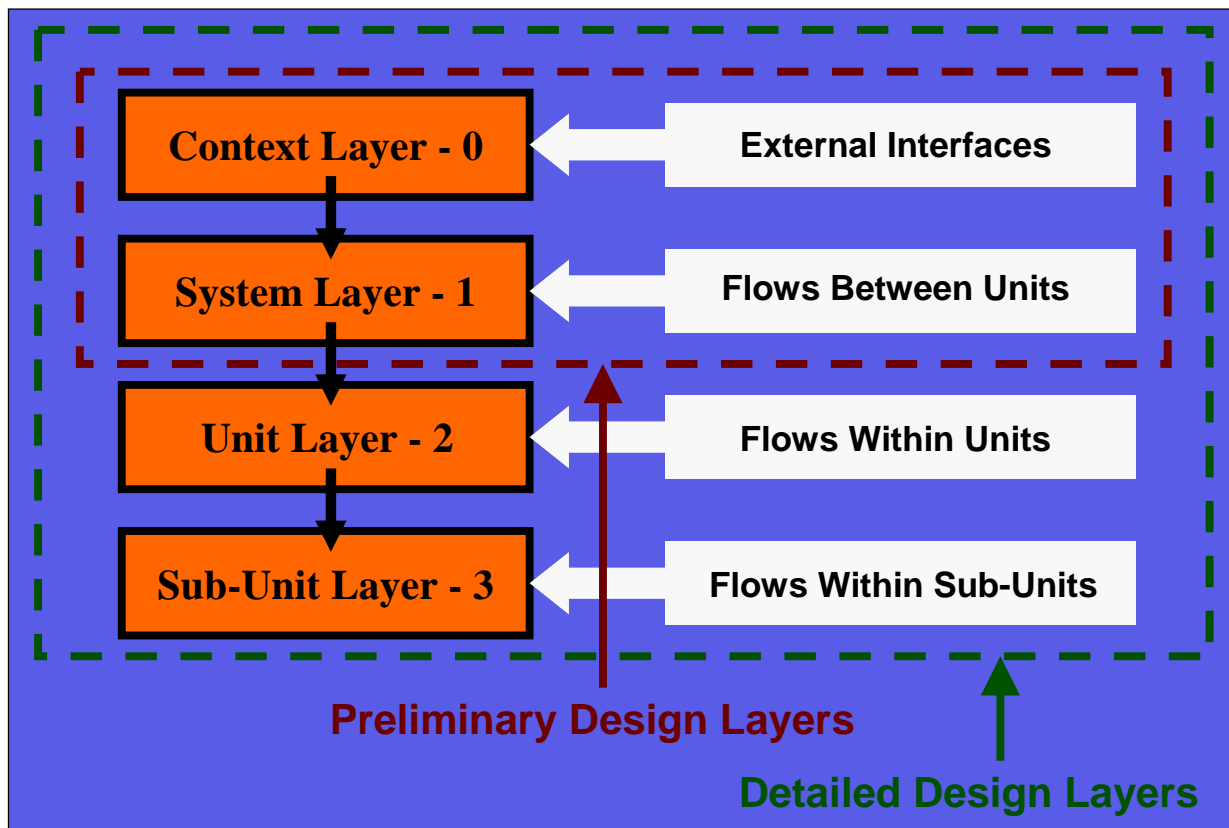 Context Layer - 0
External Interfaces
System Layer - 1
Flows Between Units
Unit Layer - 2
Flows Within Units
Sub-Unit Layer - 3
Flows Within Sub-Units
Preliminary Design Layers
Detailed Design Layers